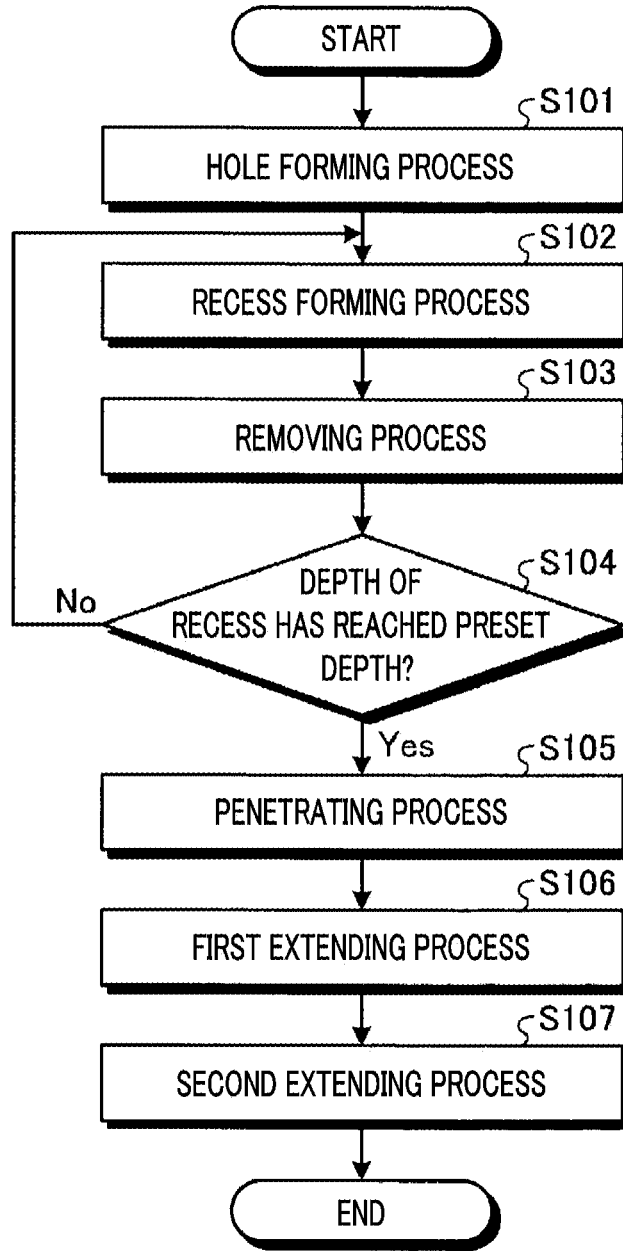 START
S101
HOLE FORMING PROCESS
S102
RECESS FORMING PROCESS
S103
REMOVING PROCESS
S104
DEPTH OF
RECESS HAS REACHED PRESET
DEPTH?
No
Yes
S105
PENETRATING PROCESS
S106
FIRST EXTENDING PROCESS
S107
SECOND EXTENDING PROCESS
END